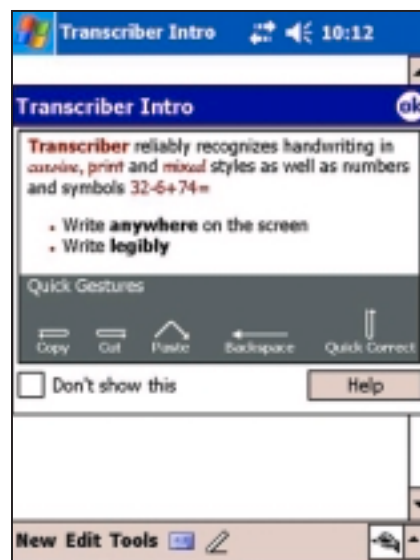 Transcriber Intro 10:12
Transcriber Intro ok
Transcriber reliably recognizes handwriting in
cursive, print and mixed styles as well as numbers
and symbols 32-6+74=
• Write anywhere on the screen
• Write legibly
Quick Gestures
Copy Cut Paste Backspace Quick Correct
Don't show this Help
New Edit Tools